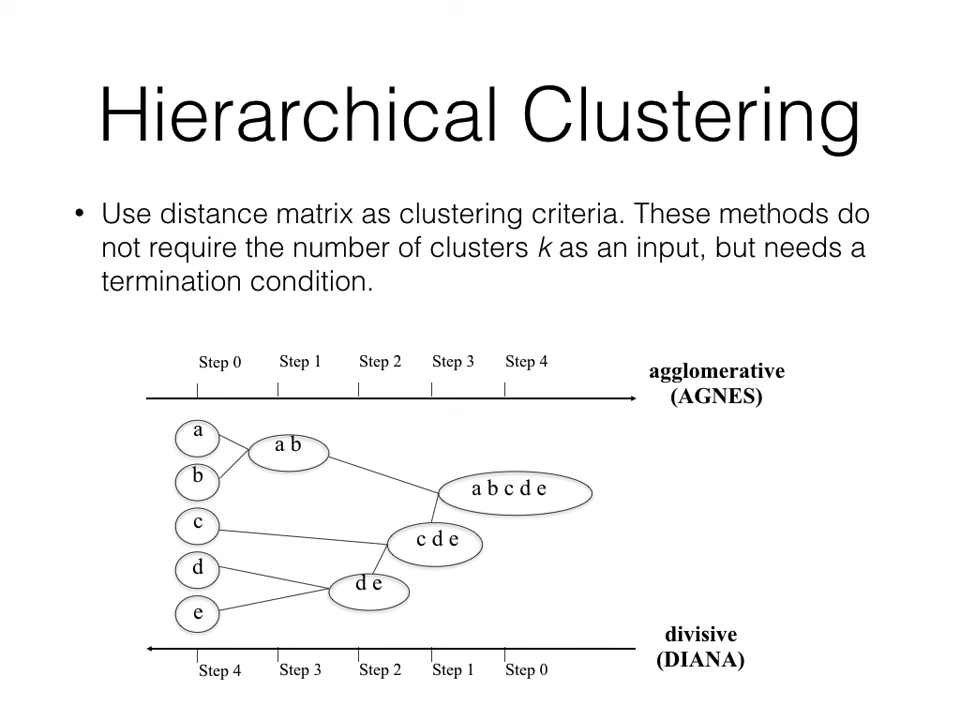 Hierarchical Clustering
• Use distance matrix as clustering criteria. These methods do
not require the number of clusters k as an input, but needs a
termination condition.
Step 0 Step 1 Step 2 Step 3 Step 4
agglomerative
(AGNES)
a
a b
b
a b c d e
c
c d e
d
d e
e
divisive
(DIANA)
Step 4 Step 3 Step 2 Step 1 Step 0